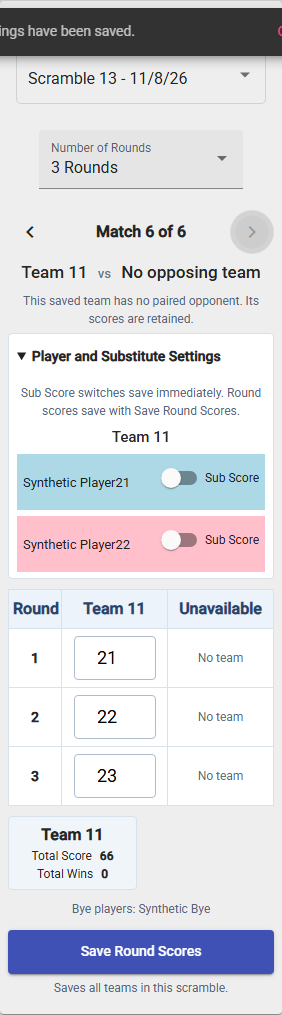 ings have been saved.
Scramble 13 - 11/8/26
Number of Rounds
3 Rounds
Match 6 of 6
Team 11 vs No opposing team
This saved team has no paired opponent. Its
scores are retained.
Player and Substitute Settings
Sub Score switches save immediately. Round
scores save with Save Round Scores.
Team 11
Synthetic Player21 Sub Score
Synthetic Player22 Sub Score
Round Team 11 Unavailable
1 21 No team
2 22 No team
3 23 No team
Team 11
Total Score 66
Total Wins 0
Bye players: Synthetic Bye
Save Round Scores
Saves all teams in this scramble.